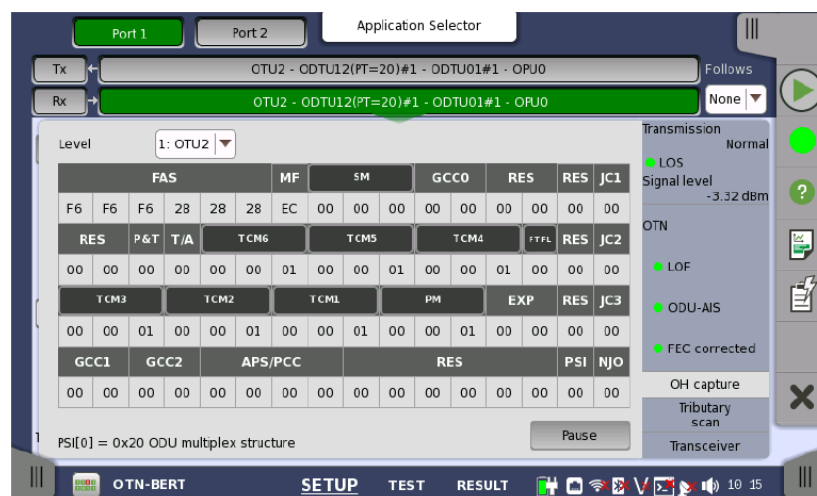 Port 1 Port 2 Application Selector
Tx OTU2 - ODTU12(PT=20)#1 - ODTU01#1 - OPU0 Follows
Rx OTU2 - ODTU12(PT=20)#1 - ODTU01#1 - OPU0 None
Level 1: OTU2
FAS MF SM GCC0 RES RES JC1
F6 F6 F6 28 28 28 EC 00 00 00 00 00 00 00 00 00
RES P&T T/A TCM6 TCM5 TCM4 FTFL RES JC2
00 00 00 00 00 00 01 00 00 01 00 00 01 00 00 00
TCM3 TCM2 TCM1 PM EXP RES JC3
00 00 01 00 00 01 00 00 01 00 00 01 00 00 00 00
GCC1 GCC2 APS/PCC RES PSI NJO
00 00 00 00 00 00 00 00 00 00 00 00 00 00 00 00
PSI[0] = 0x20 ODU multiplex structure Pause
Transmission
Normal
LOS
Signal level
-3.32 dBm
OTN
LOF
ODU-AIS
FEC corrected
OH capture
Tributary
scan
Transceiver
OTN-BERT SETUP TEST RESULT 10 15